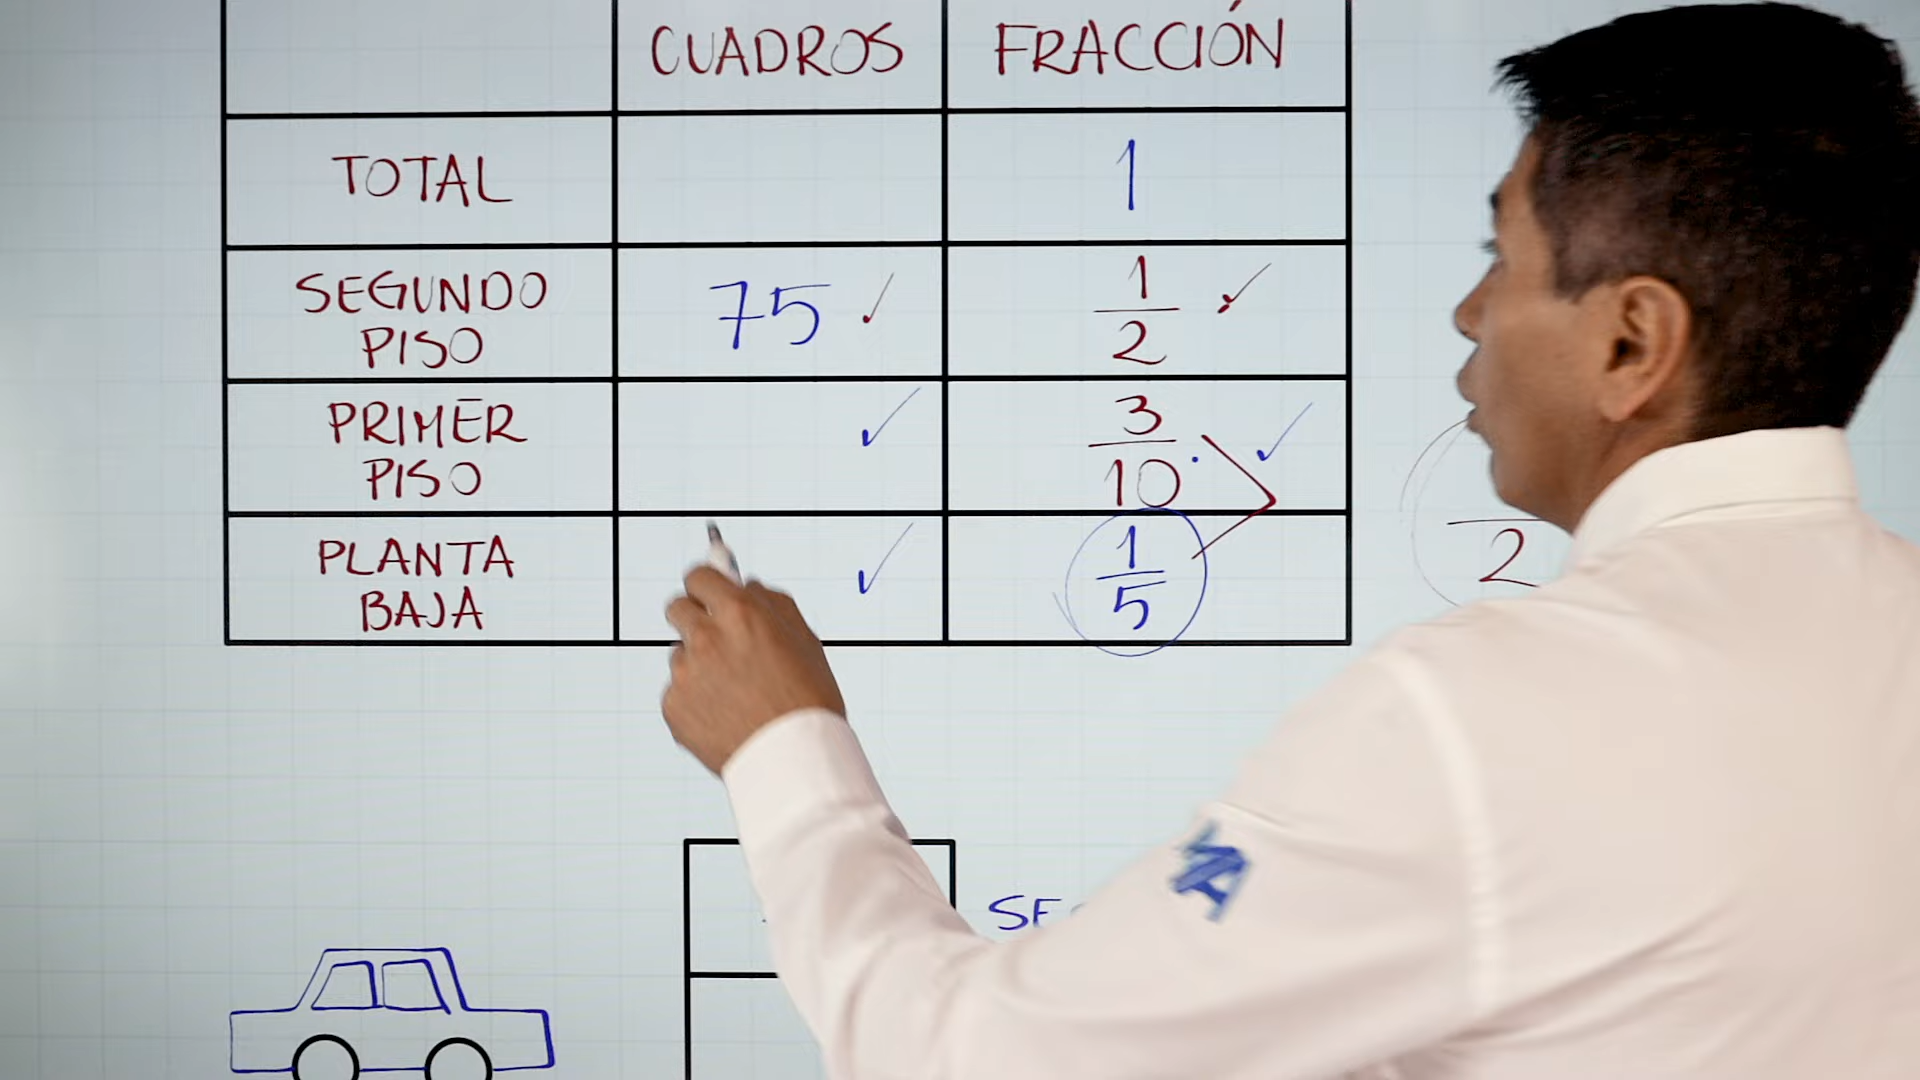 CUADROS FRACCIÓN
TOTAL 1
SEGUNDO
PISO
75 ✓
1
2
✓
PRIMER
PISO
✓
3
10
✓
PLANTA
BAJA
✓
1
5
2